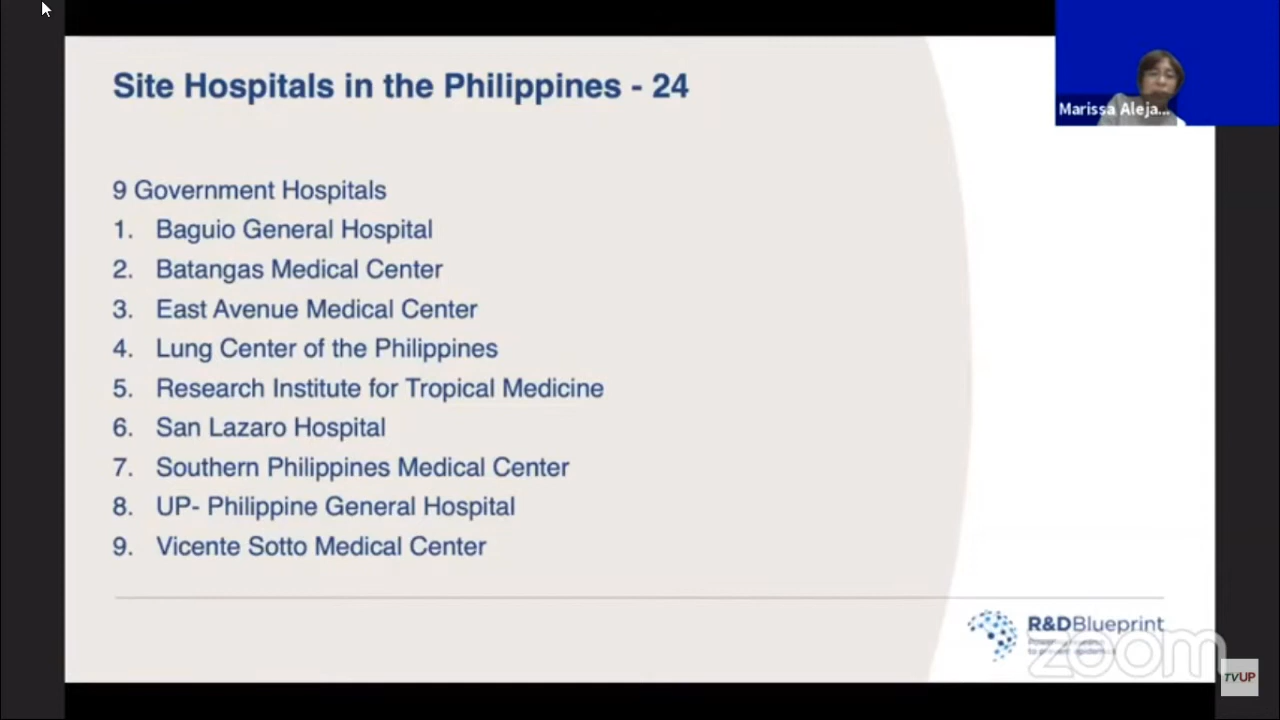 Site Hospitals in the Philippines - 24
Marissa Aleja...
9 Government Hospitals
1. Baguio General Hospital
2. Batangas Medical Center
3. East Avenue Medical Center
4. Lung Center of the Philippines
5. Research Institute for Tropical Medicine
6. San Lazaro Hospital
7. Southern Philippines Medical Center
8. UP- Philippine General Hospital
9. Vicente Sotto Medical Center
R&DBlueprint
to prevent epidemics
zoom
TVUP